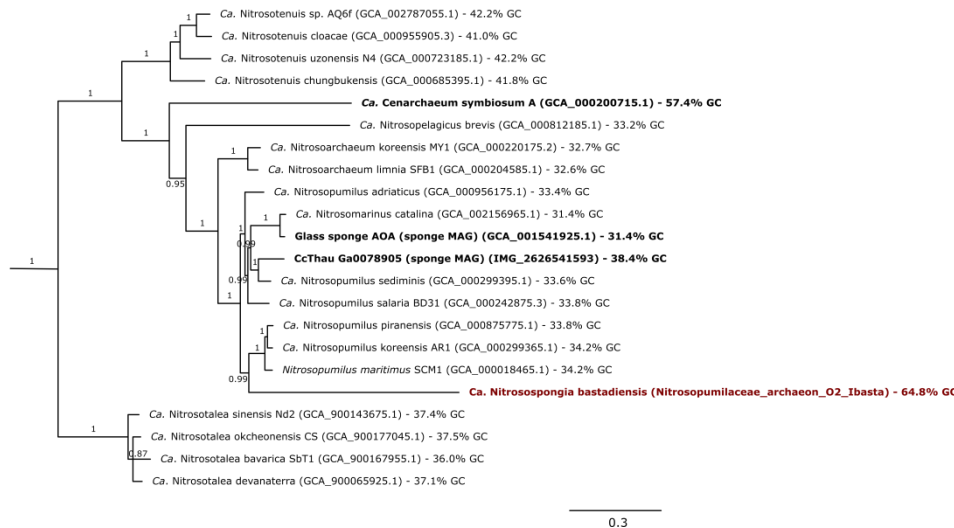 Ca. Nitrosotenuis sp. AQ6f (GCA_002787055.1) - 42.2% GC
Ca. Nitrosotenuis cloacae (GCA_000955905.3) - 41.0% GC
Ca. Nitrosotenuis uzonensis N4 (GCA_000723185.1) - 42.2% GC
Ca. Nitrosotenuis chungbukensis (GCA_000685395.1) - 41.8% GC
Ca. Cenarchaeum symbiosum A (GCA_000200715.1) - 57.4% GC
Ca. Nitrosopelagicus brevis (GCA_000812185.1) - 33.2% GC
Ca. Nitrosoarchaeum koreensis MY1 (GCA_000220175.2) - 32.7% GC
Ca. Nitrosoarchaeum limnia SFB1 (GCA_000204585.1) - 32.6% GC
Ca. Nitrosopumilus adriaticus (GCA_000956175.1) - 33.4% GC
Ca. Nitrosomarinus catalina (GCA_002156965.1) - 31.4% GC
Glass sponge AOA (sponge MAG) (GCA_001541925.1) - 31.4% GC
CcThau Ga0078905 (sponge MAG) (IMG_2626541593) - 38.4% GC
Ca. Nitrosopumilus sediminis (GCA_000299395.1) - 33.6% GC
Ca. Nitrosopumilus salaria BD31 (GCA_000242875.3) - 33.8% GC
Ca. Nitrosopumilus piranensis (GCA_000875775.1) - 33.8% GC
Ca. Nitrosopumilus koreensis AR1 (GCA_000299365.1) - 34.2% GC
Nitrosopumilus maritimus SCM1 (GCA_000018465.1) - 34.2% GC
Ca. Nitrosospongia bastadiensis (Nitrosopumilaceae_archaeon_O2_Ibasta) - 64.8% GC
Ca. Nitrosotalea sinensis Nd2 (GCA_900143675.1) - 37.4% GC
Ca. Nitrosotalea okcheonensis CS (GCA_900177045.1) - 37.5% GC
Ca. Nitrosotalea bavarica SbT1 (GCA_900167955.1) - 36.0% GC
Ca. Nitrosotalea devanaterra (GCA_900065925.1) - 37.1% GC
1
1
1
1
1
1
0.95
1
1
1
0.99
1
0.99
1
1
1
0.99
1
0.87
0.3